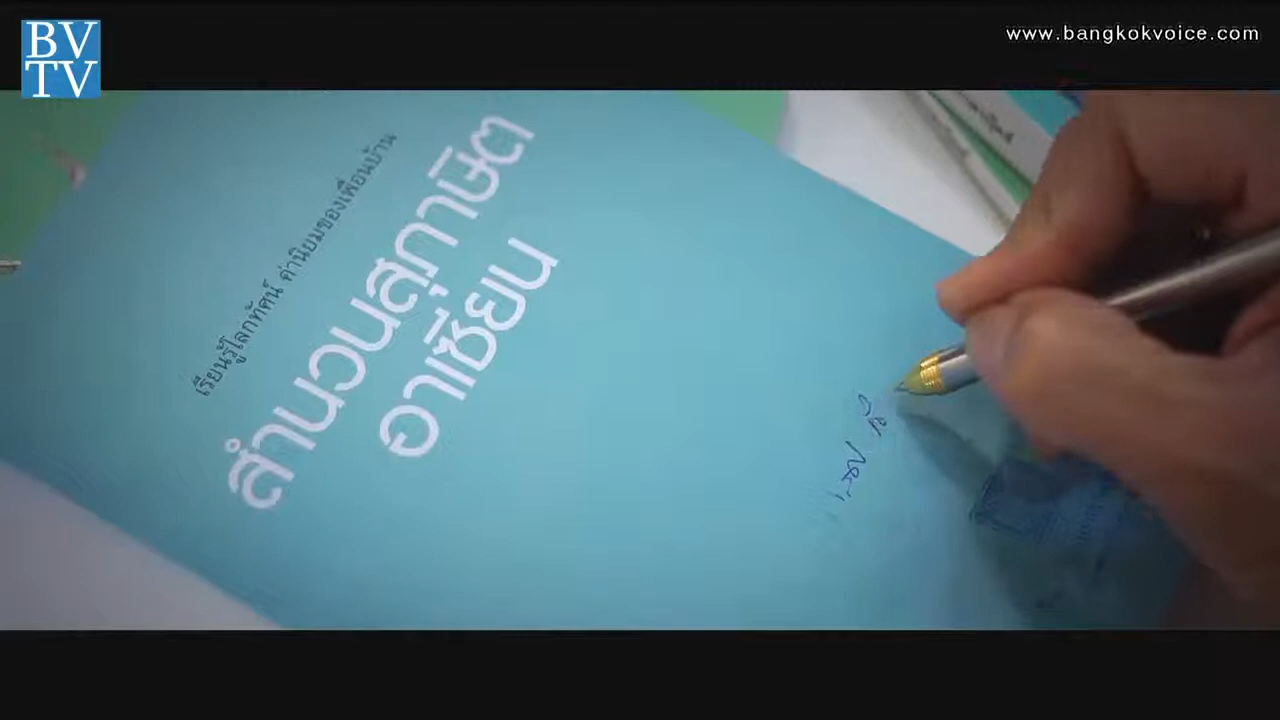 BV
TV
www.bangkokvoice.com
เรียนรู้โลกทัศน์ ค่านิยมของเพื่อนบ้าน
สำนวนสุภาษิต
อาเซียน